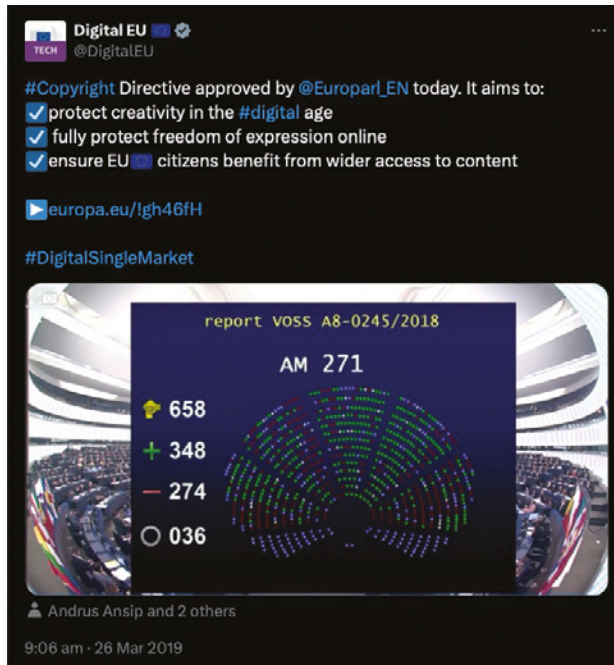 Digital EU
TECH
@DigitalEU
#Copyright Directive approved by @Europarl_EN today. It aims to:
protect creativity in the #digital age
fully protect freedom of expression online
ensure EU citizens benefit from wider access to content
europa.eu/!gh46fH
#DigitalSingleMarket
report VOSS A8-0245/2018
AM 271
658
+ 348
- 274
036
Andrus Ansip and 2 others
9:06 am · 26 Mar 2019